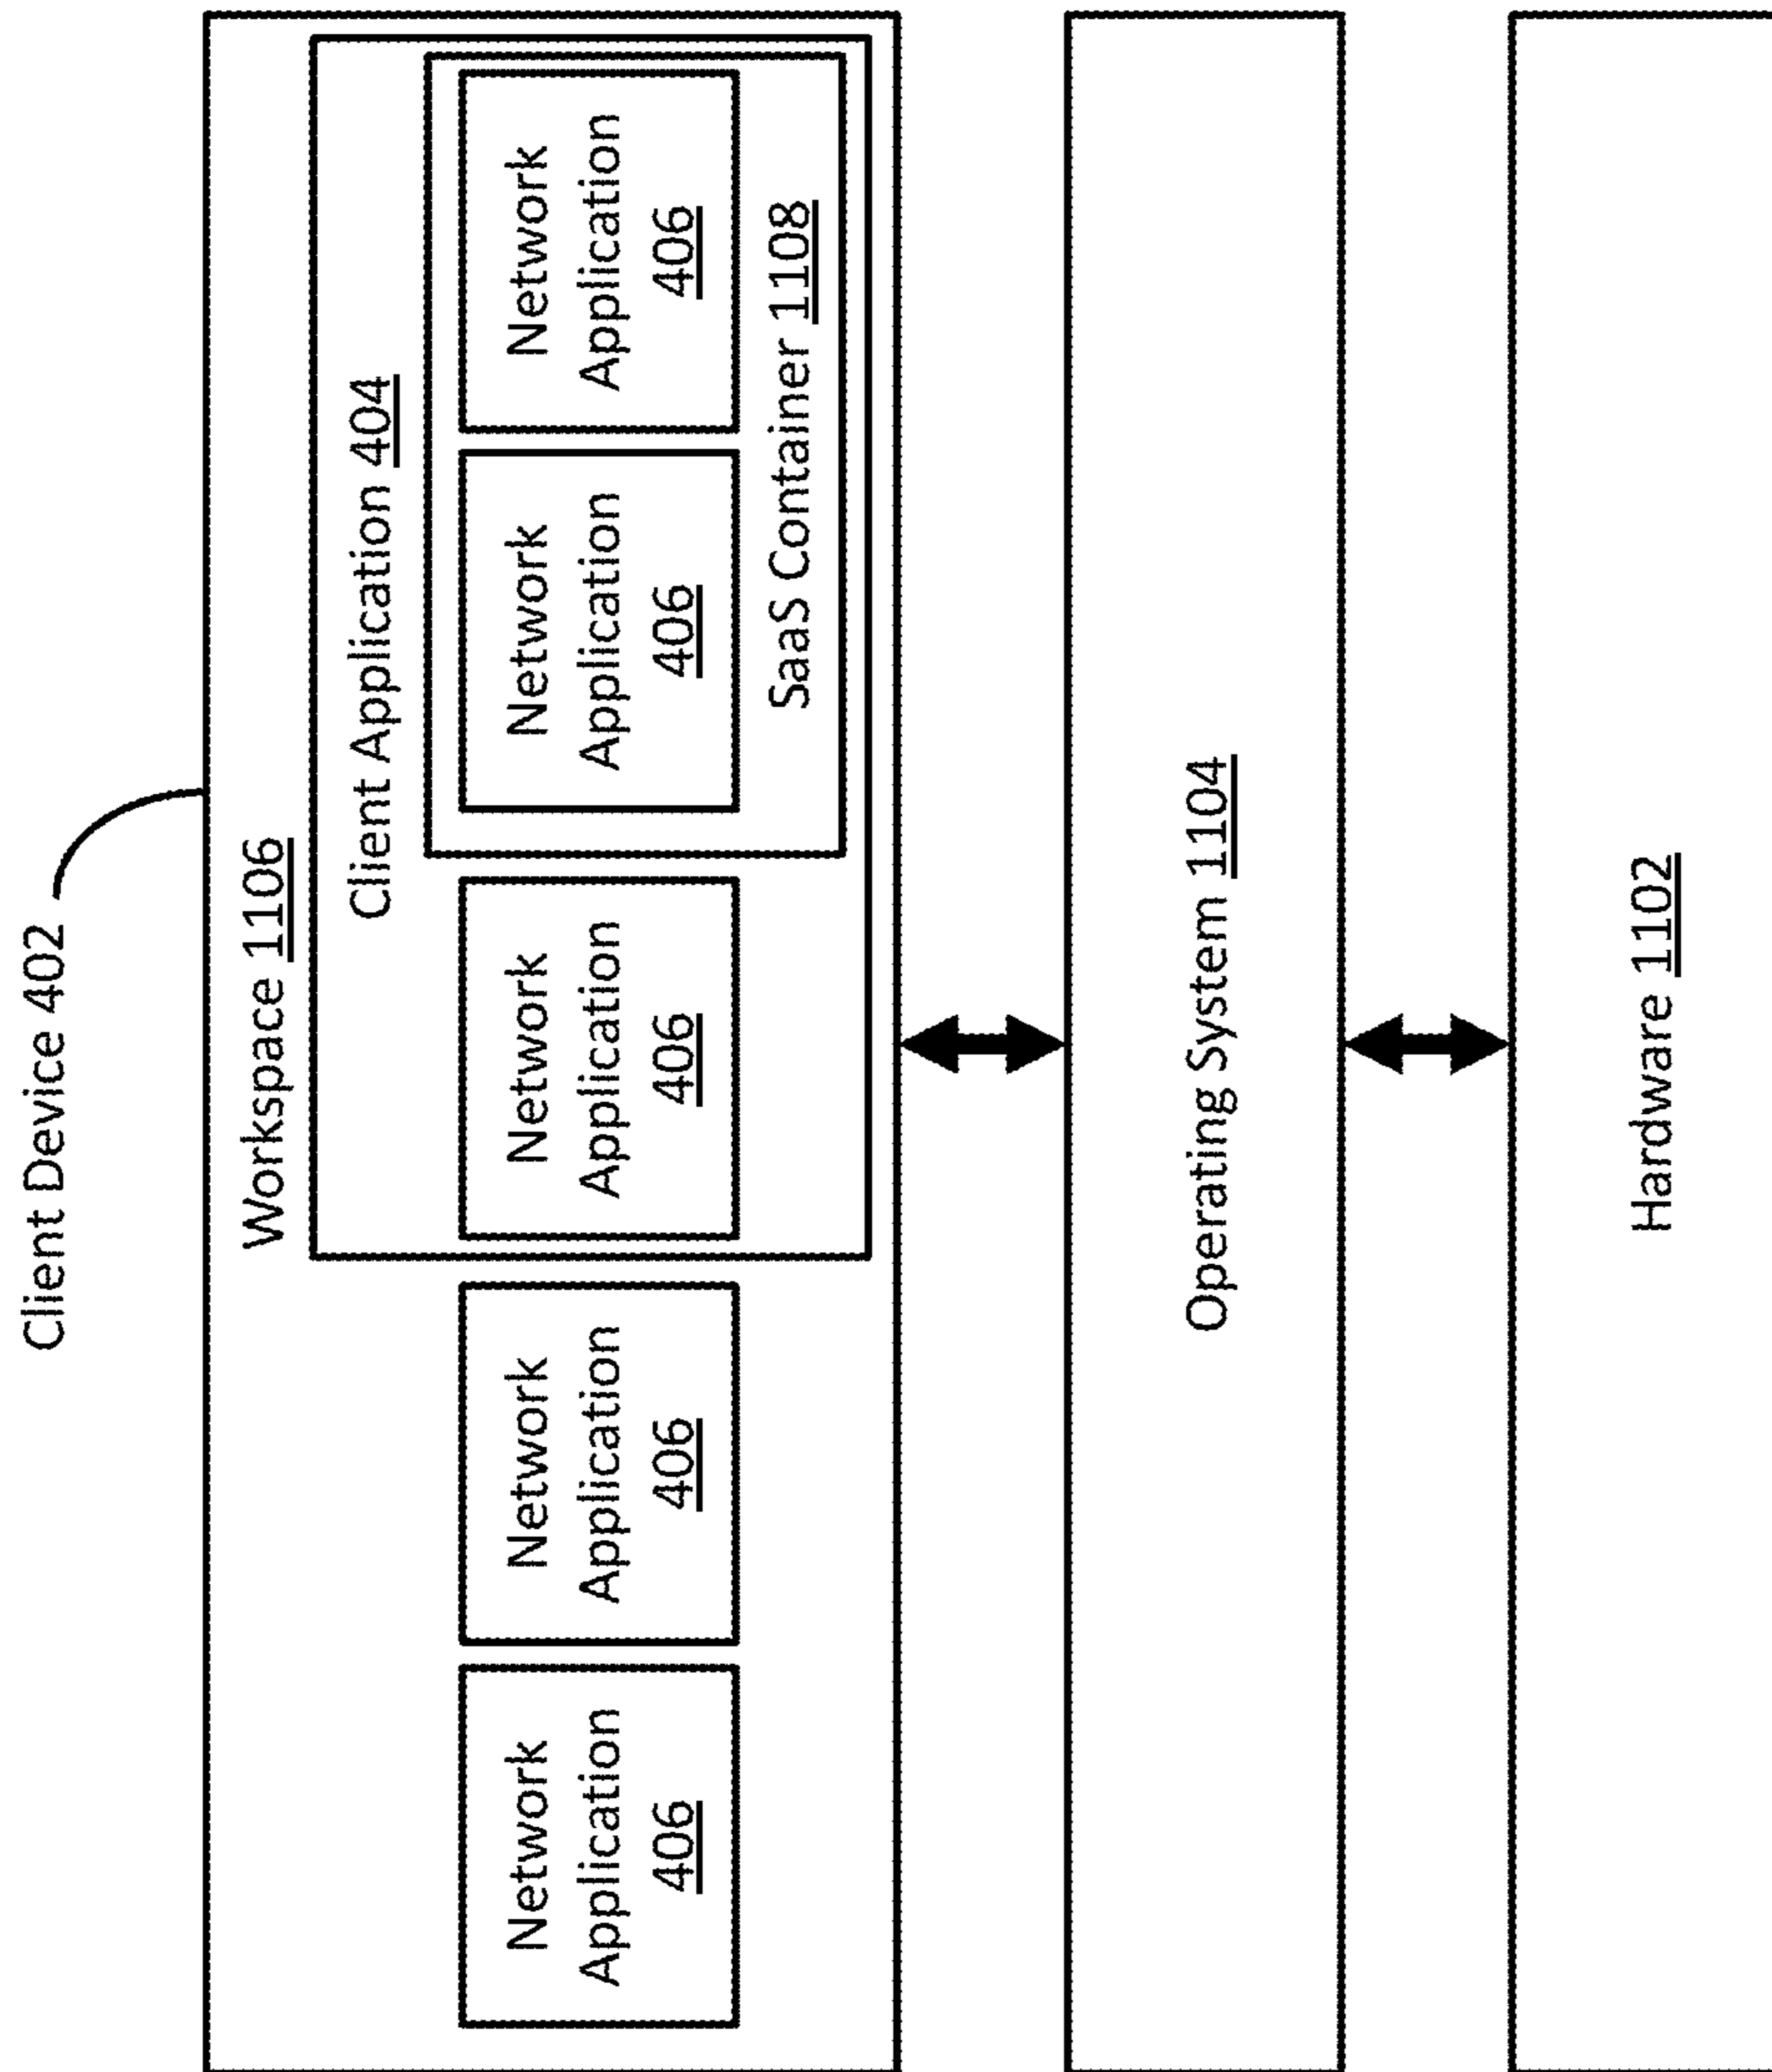 Client Device 402
Workspace 1106
Client Application 404
Network
Application
406
Network
Application
406
Network
Application
406
Network
Application
406
Network
Application
406
SaaS Container 1108
Operating System 1104
Hardware 1102